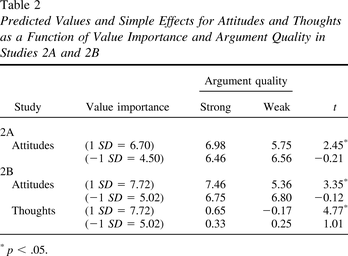 Table 2
Predicted Values and Simple Effects for Attitudes and Thoughts
as a Function of Value Importance and Argument Quality in
Studies 2A and 2B
Argument quality
Study Value importance Strong Weak t
2A
Attitudes (1 SD = 6.70) 6.98 5.75 2.45*
(−1 SD = 4.50) 6.46 6.56 −0.21
2B
Attitudes (1 SD = 7.72) 7.46 5.36 3.35*
(−1 SD = 5.02) 6.75 6.80 −0.12
Thoughts (1 SD = 7.72) 0.65 −0.17 4.77*
(−1 SD = 5.02) 0.33 0.25 1.01
* p < .05.